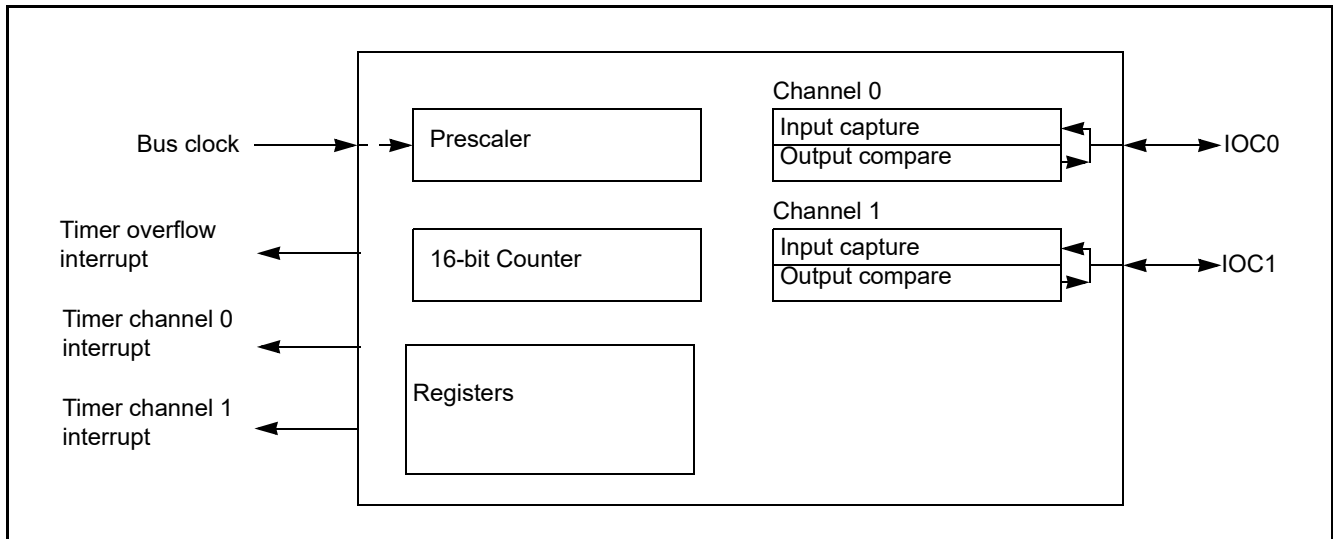 Channel 0
Bus clock
Prescaler
Input capture
Output compare
IOC0
Channel 1
Timer overflow
interrupt
16-bit Counter
Input capture
Output compare
IOC1
Timer channel 0
interrupt
Registers
Timer channel 1
interrupt